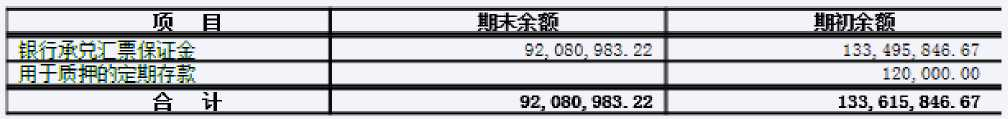 项 目 期末余额 期初余额
银行承兑汇票保证金 92,080,983.22 133,495,846.67
用于质押的定期存款 120,000.00
合 计 92,080,983.22 133,615,846.67